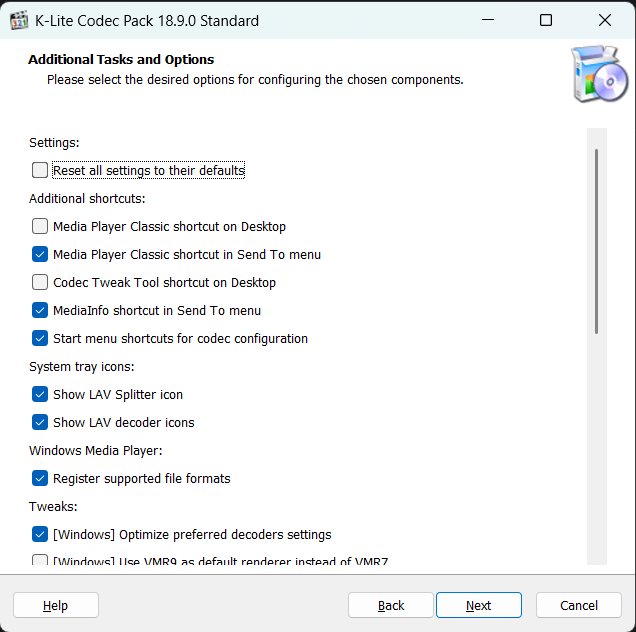 K-Lite Codec Pack 18.9.0 Standard
Additional Tasks and Options
Please select the desired options for configuring the chosen components.
Settings:
Reset all settings to their defaults
Additional shortcuts:
Media Player Classic shortcut on Desktop
Media Player Classic shortcut in Send To menu
Codec Tweak Tool shortcut on Desktop
MediaInfo shortcut in Send To menu
Start menu shortcuts for codec configuration
System tray icons:
Show LAV Splitter icon
Show LAV decoder icons
Windows Media Player:
Register supported file formats
Tweaks:
[Windows] Optimize preferred decoders settings
[Windows] Use VMR9 as default renderer instead of VMR7
Help
Back
Next
Cancel